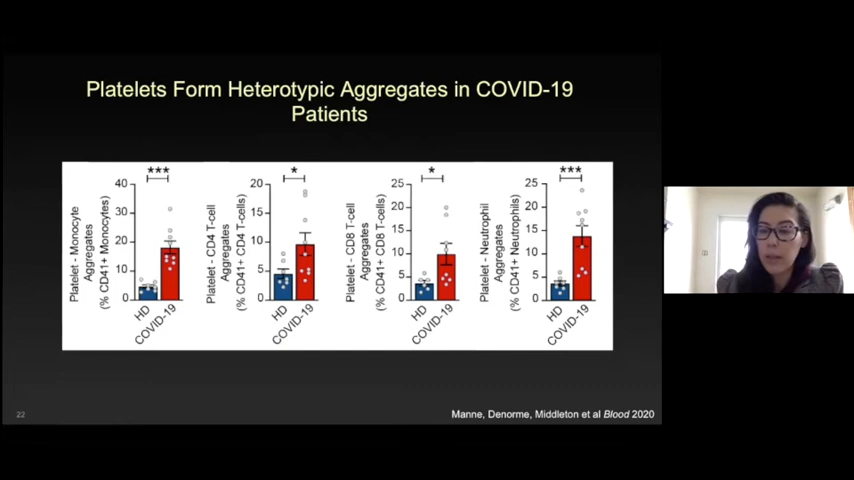 Platelets Form Heterotypic Aggregates in COVID-19
Patients
Platelet - Monocyte
Aggregates
(% CD41+ Monocytes)
40
30
20
10
0
***
HD
COVID-19
Platelet - CD4 T-cell
Aggregates
(% CD41+ CD4 T-cells)
20
15
10
5
0
*
HD
COVID-19
Platelet - CD8 T-cell
Aggregates
(% CD41+ CD8 T-cells)
25
20
15
10
5
0
*
HD
COVID-19
Platelet - Neutrophil
Aggregates
(% CD41+ Neutrophils)
25
20
15
10
5
0
***
HD
COVID-19
22
Manne, Denorme, Middleton et al Blood 2020